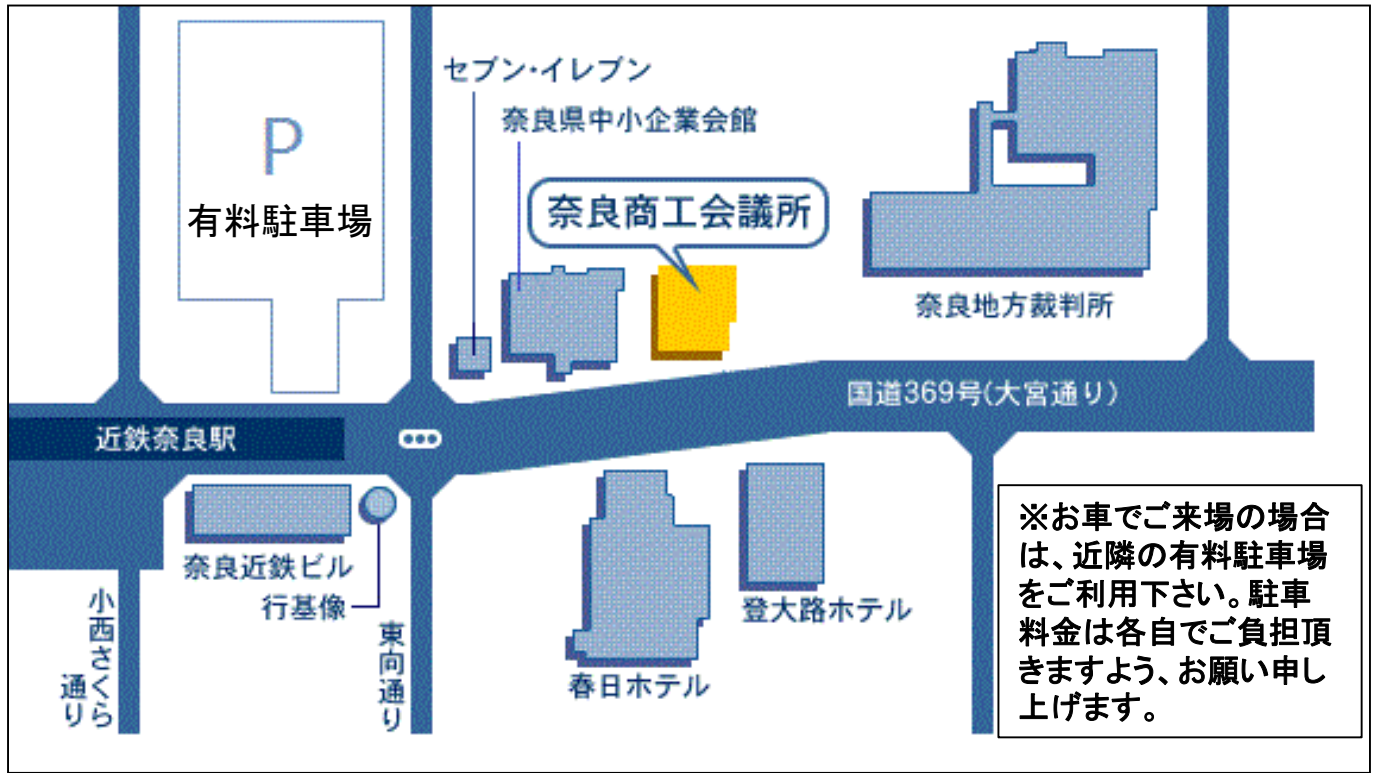 セブン・イレブン
奈良県中小企業会館
P
有料駐車場
奈良商工会議所
奈良地方裁判所
国道369号(大宮通り)
近鉄奈良駅
奈良近鉄ビル
行基像
小西さくら
通り
東向通り
春日ホテル
登大路ホテル
※お車でご来場の場合
は、近隣の有料駐車場
をご利用下さい。駐車
料金は各自でご負担頂
きますよう、お願い申し
上げます。